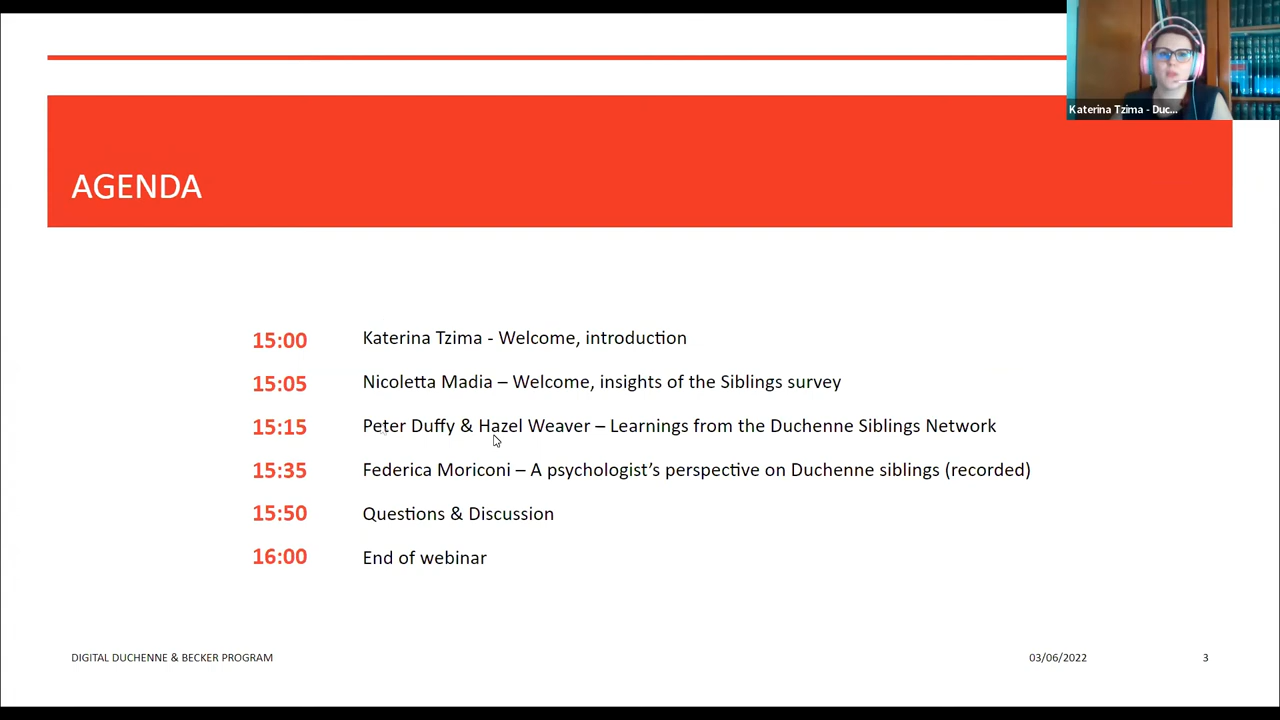 Katerina Tzima - Duc...
AGENDA
15:00 Katerina Tzima - Welcome, introduction
15:05 Nicoletta Madia – Welcome, insights of the Siblings survey
15:15 Peter Duffy & Hazel Weaver – Learnings from the Duchenne Siblings Network
15:35 Federica Moriconi – A psychologist’s perspective on Duchenne siblings (recorded)
15:50 Questions & Discussion
16:00 End of webinar
DIGITAL DUCHENNE & BECKER PROGRAM 03/06/2022 3